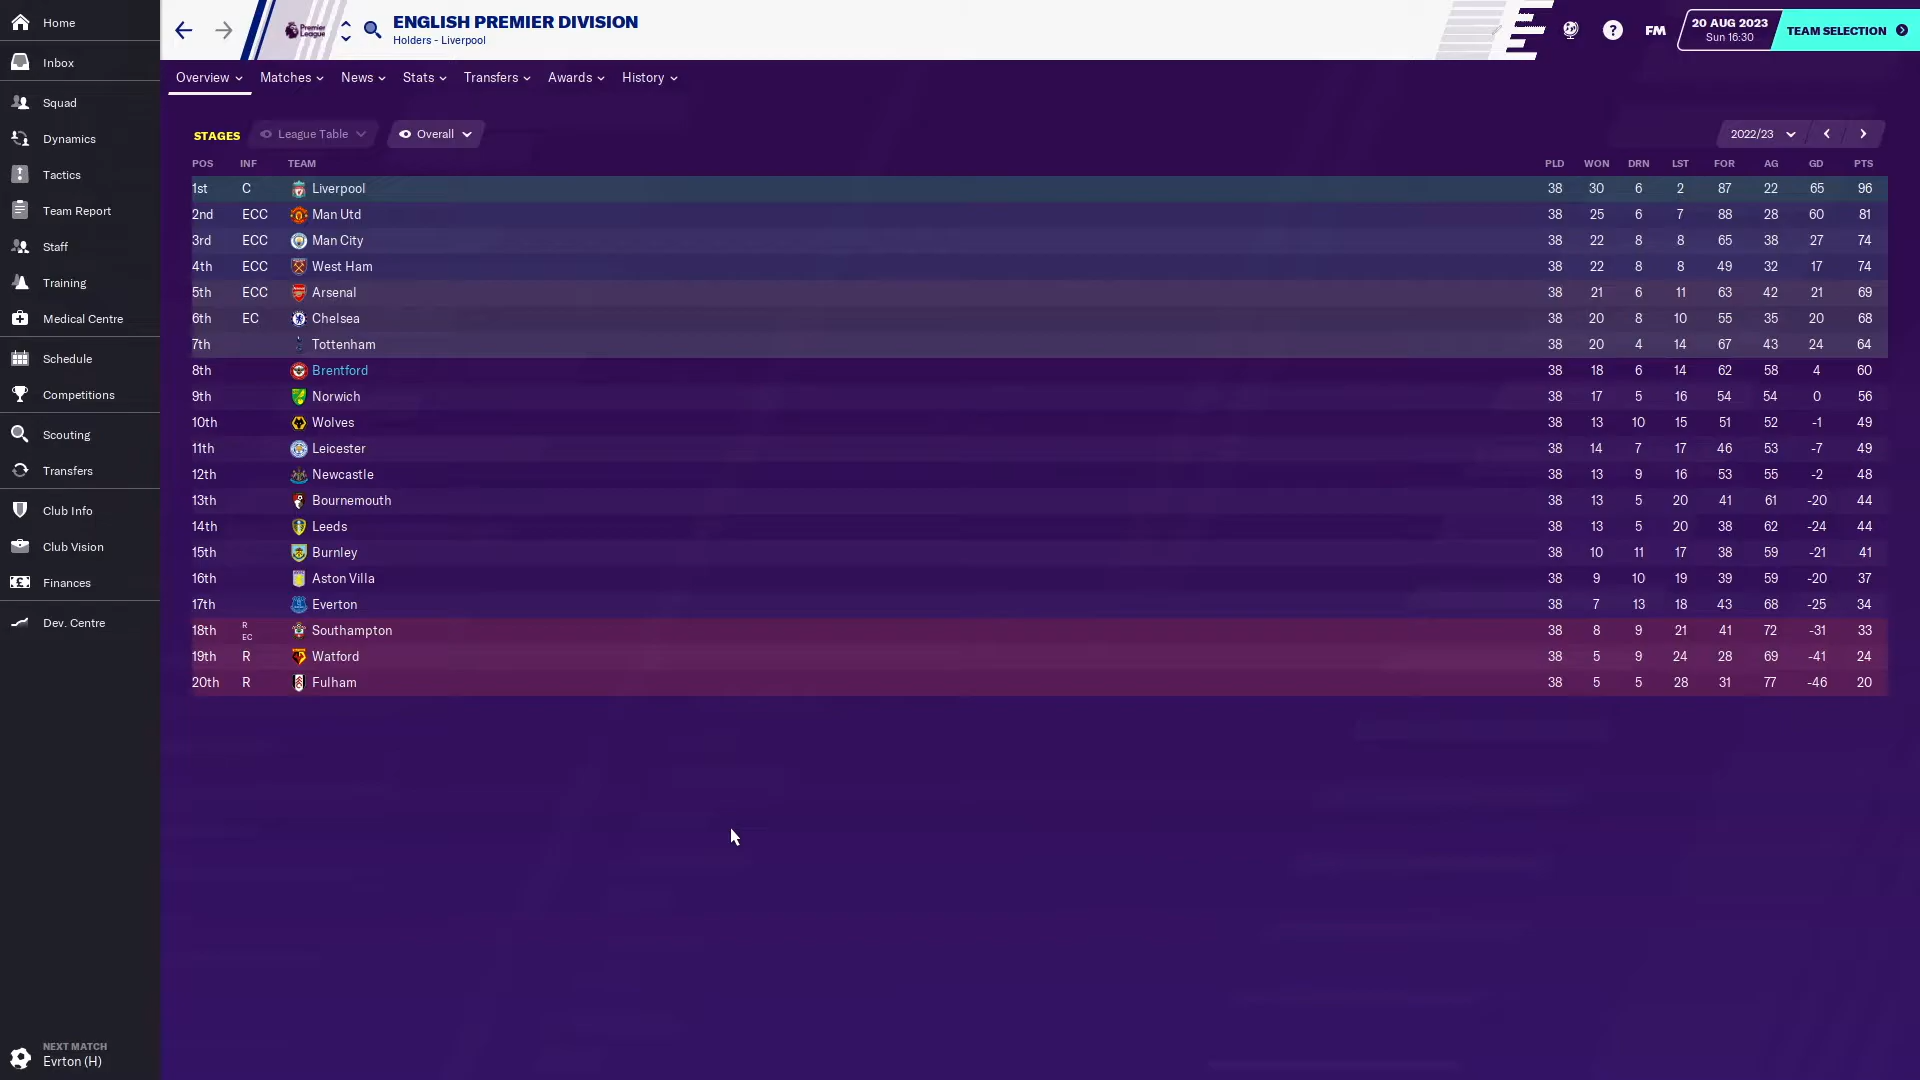 Home
Inbox
Squad
Dynamics
Tactics
Team Report
Staff
Training
Medical Centre
Schedule
Competitions
Scouting
Transfers
Club Info
Club Vision
Finances
Dev. Centre
NEXT MATCH
Evrton (H)
Premier League
ENGLISH PREMIER DIVISION
Holders - Liverpool
FM
20 AUG 2023
Sun 16:30
TEAM SELECTION
Overview Matches News Stats Transfers Awards History
STAGES League Table Overall 2022/23
POS INF TEAM PLD WON DRN LST FOR AG GD PTS
1st C Liverpool 38 30 6 2 87 22 65 96
2nd ECC Man Utd 38 25 6 7 88 28 60 81
3rd ECC Man City 38 22 8 8 65 38 27 74
4th ECC West Ham 38 22 8 8 49 32 17 74
5th ECC Arsenal 38 21 6 11 63 42 21 69
6th EC Chelsea 38 20 8 10 55 35 20 68
7th Tottenham 38 20 4 14 67 43 24 64
8th Brentford 38 18 6 14 62 58 4 60
9th Norwich 38 17 5 16 54 54 0 56
10th Wolves 38 13 10 15 51 52 -1 49
11th Leicester 38 14 7 17 46 53 -7 49
12th Newcastle 38 13 9 16 53 55 -2 48
13th Bournemouth 38 13 5 20 41 61 -20 44
14th Leeds 38 13 5 20 38 62 -24 44
15th Burnley 38 10 11 17 38 59 -21 41
16th Aston Villa 38 9 10 19 39 59 -20 37
17th Everton 38 7 13 18 43 68 -25 34
18th R EC Southampton 38 8 9 21 41 72 -31 33
19th R Watford 38 5 9 24 28 69 -41 24
20th R Fulham 38 5 5 28 31 77 -46 20